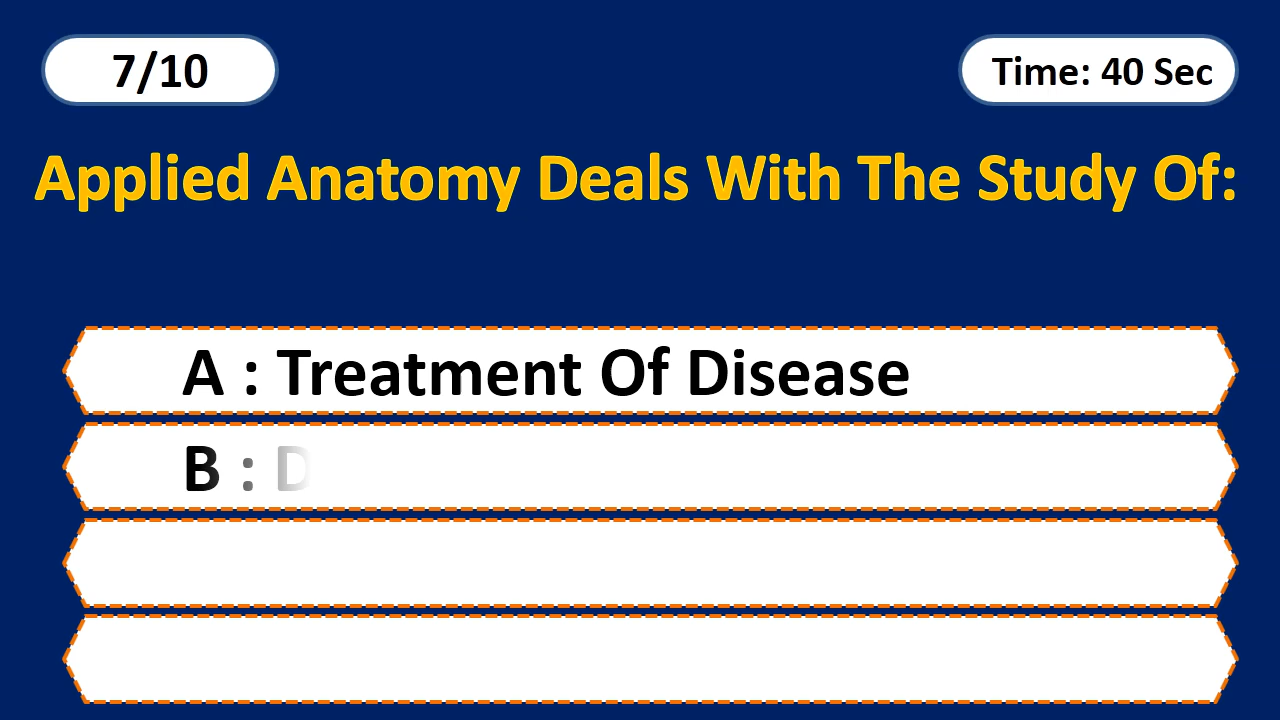 7/10
Time: 40 Sec
Applied Anatomy Deals With The Study Of:
A : Treatment Of Disease
B : D